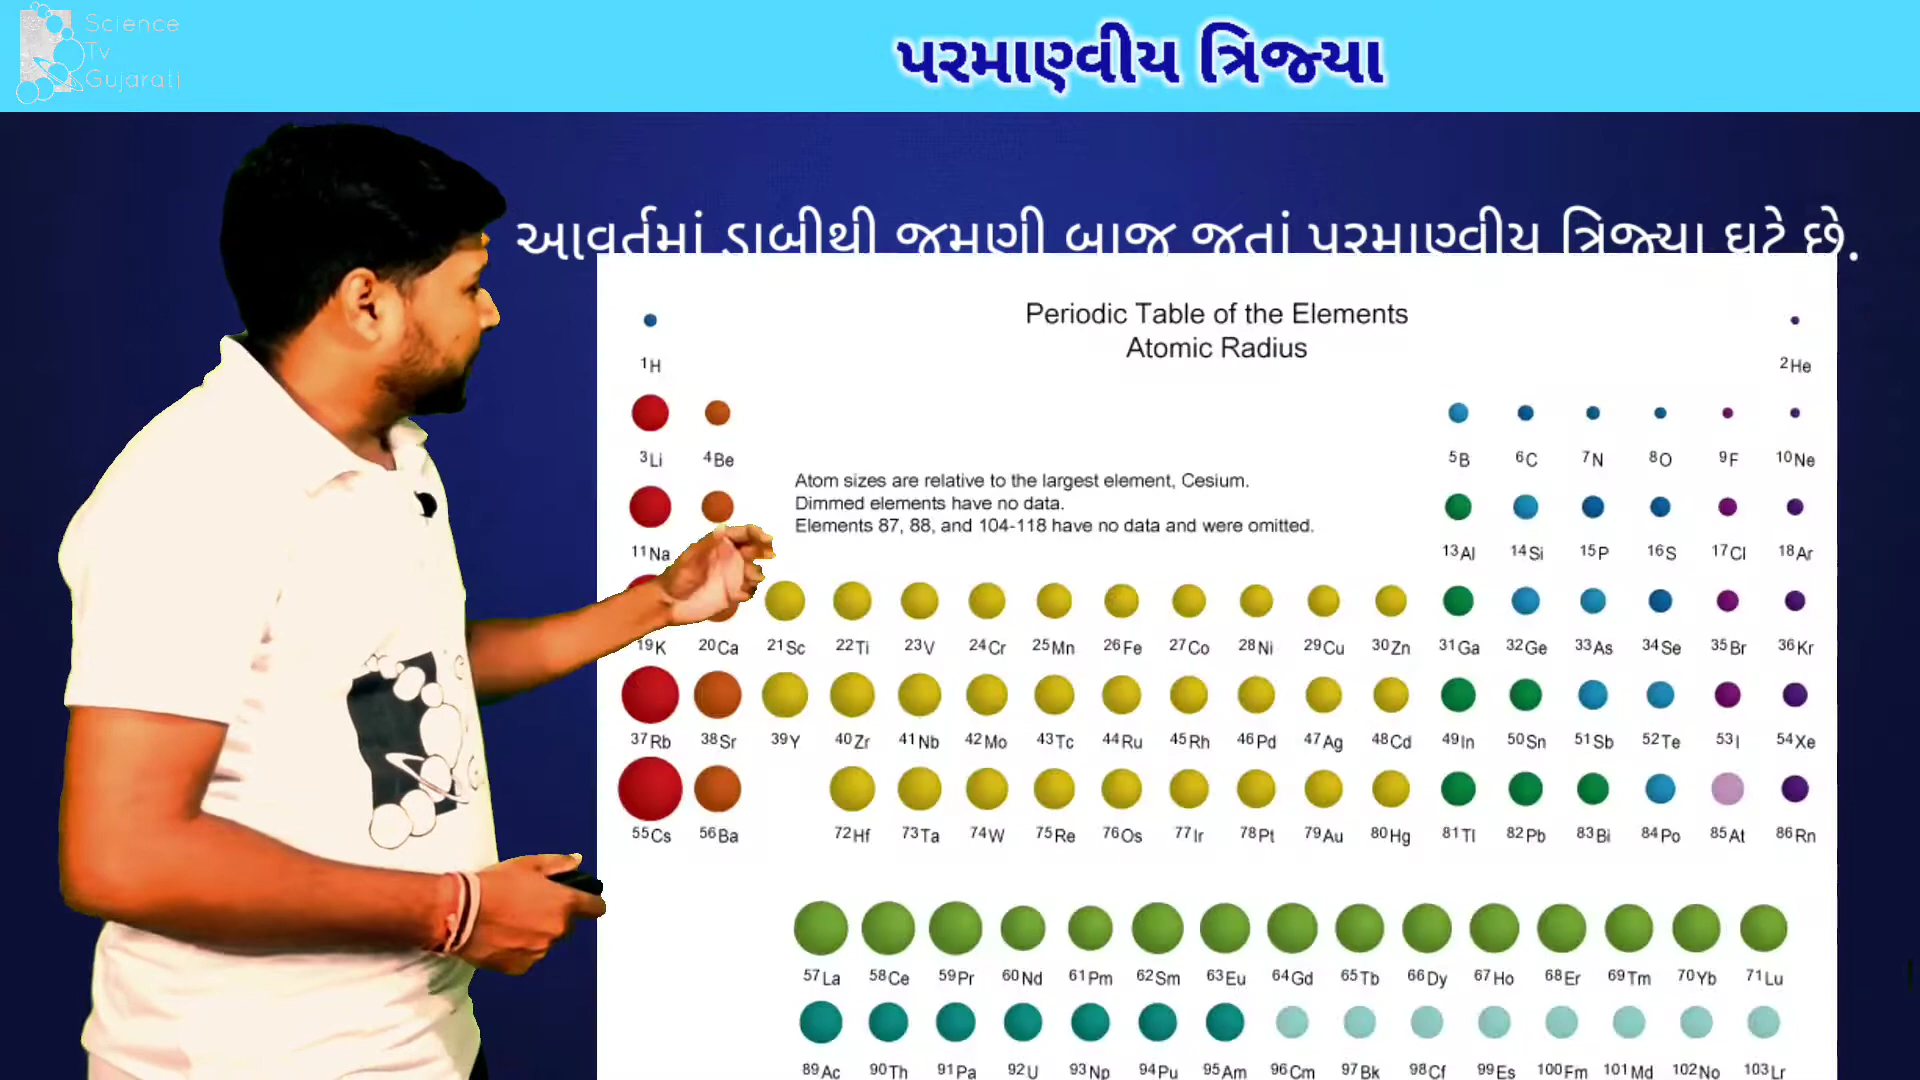 Science
Tv
Gujarati
પરમાણ્વીય ત્રિજ્યા
આવર્તમાં ડાબીથી જમણી બાજુ જતાં પરમાણ્વીય ત્રિજ્યા ઘટે છે.
Periodic Table of the Elements
Atomic Radius
1H 2He
3Li 4Be 5B 6C 7N 8O 9F 10Ne
Atom sizes are relative to the largest element, Cesium.
Dimmed elements have no data.
Elements 87, 88, and 104-118 have no data and were omitted.
11Na 13Al 14Si 15P 16S 17Cl 18Ar
19K 20Ca 21Sc 22Ti 23V 24Cr 25Mn 26Fe 27Co 28Ni 29Cu 30Zn 31Ga 32Ge 33As 34Se 35Br 36Kr
37Rb 38Sr 39Y 40Zr 41Nb 42Mo 43Tc 44Ru 45Rh 46Pd 47Ag 48Cd 49In 50Sn 51Sb 52Te 53I 54Xe
55Cs 56Ba 72Hf 73Ta 74W 75Re 76Os 77Ir 78Pt 79Au 80Hg 81Tl 82Pb 83Bi 84Po 85At 86Rn
57La 58Ce 59Pr 60Nd 61Pm 62Sm 63Eu 64Gd 65Tb 66Dy 67Ho 68Er 69Tm 70Yb 71Lu
89Ac 90Th 91Pa 92U 93Np 94Pu 95Am 96Cm 97Bk 98Cf 99Es 100Fm 101Md 102No 103Lr